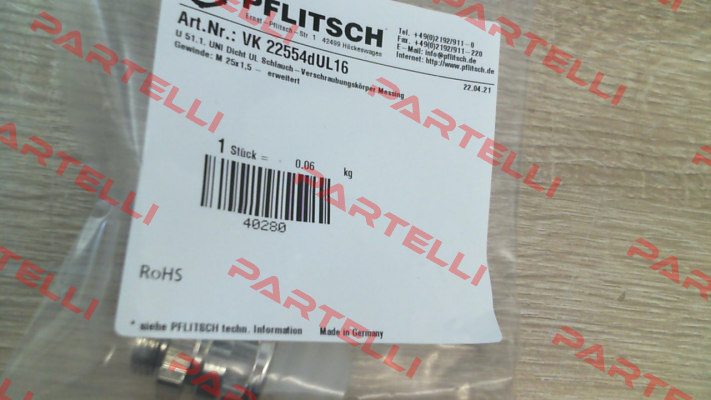 PFLITSCH
Ernst-Pflitsch-Str. 1 42499 Hückeswagen
Tel. +49(0)2192/911-0
Fax. +49(0)2192/911-220
E-Mail: info@pflitsch.de
Internet: http://www.pflitsch.de
Art.Nr.: VK 22554dUL16
22.04.21
U 51.1. UNI Dicht UL Schlauch-Verschraubungskörper Messing
Gewinde: M 25x1,5 - erweitert
1 Stück = 0.06 kg
40280
RoHS
* siehe PFLITSCH techn. Information Made in Germany
PARTELLI
PARTELLI
PARTELLI
PARTELLI
PARTELLI
PARTELLI
PARTELLI